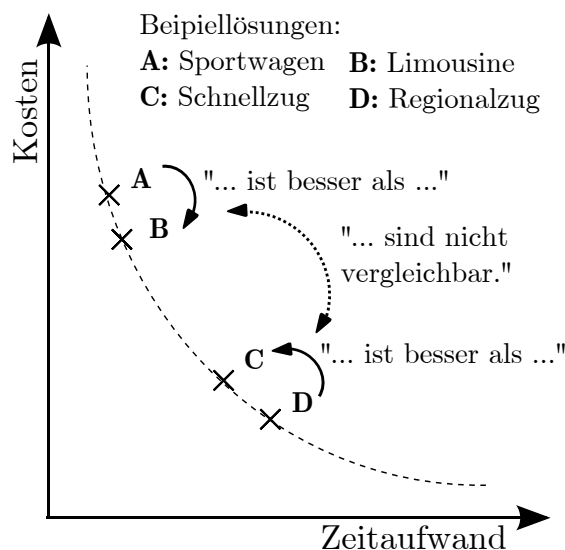 Beipiellösungen:
A: Sportwagen B: Limousine
C: Schnellzug D: Regionalzug
Kosten
A
"... ist besser als ..."
B
"... sind nicht
vergleichbar."
"... ist besser als ..."
C
D
Zeitaufwand